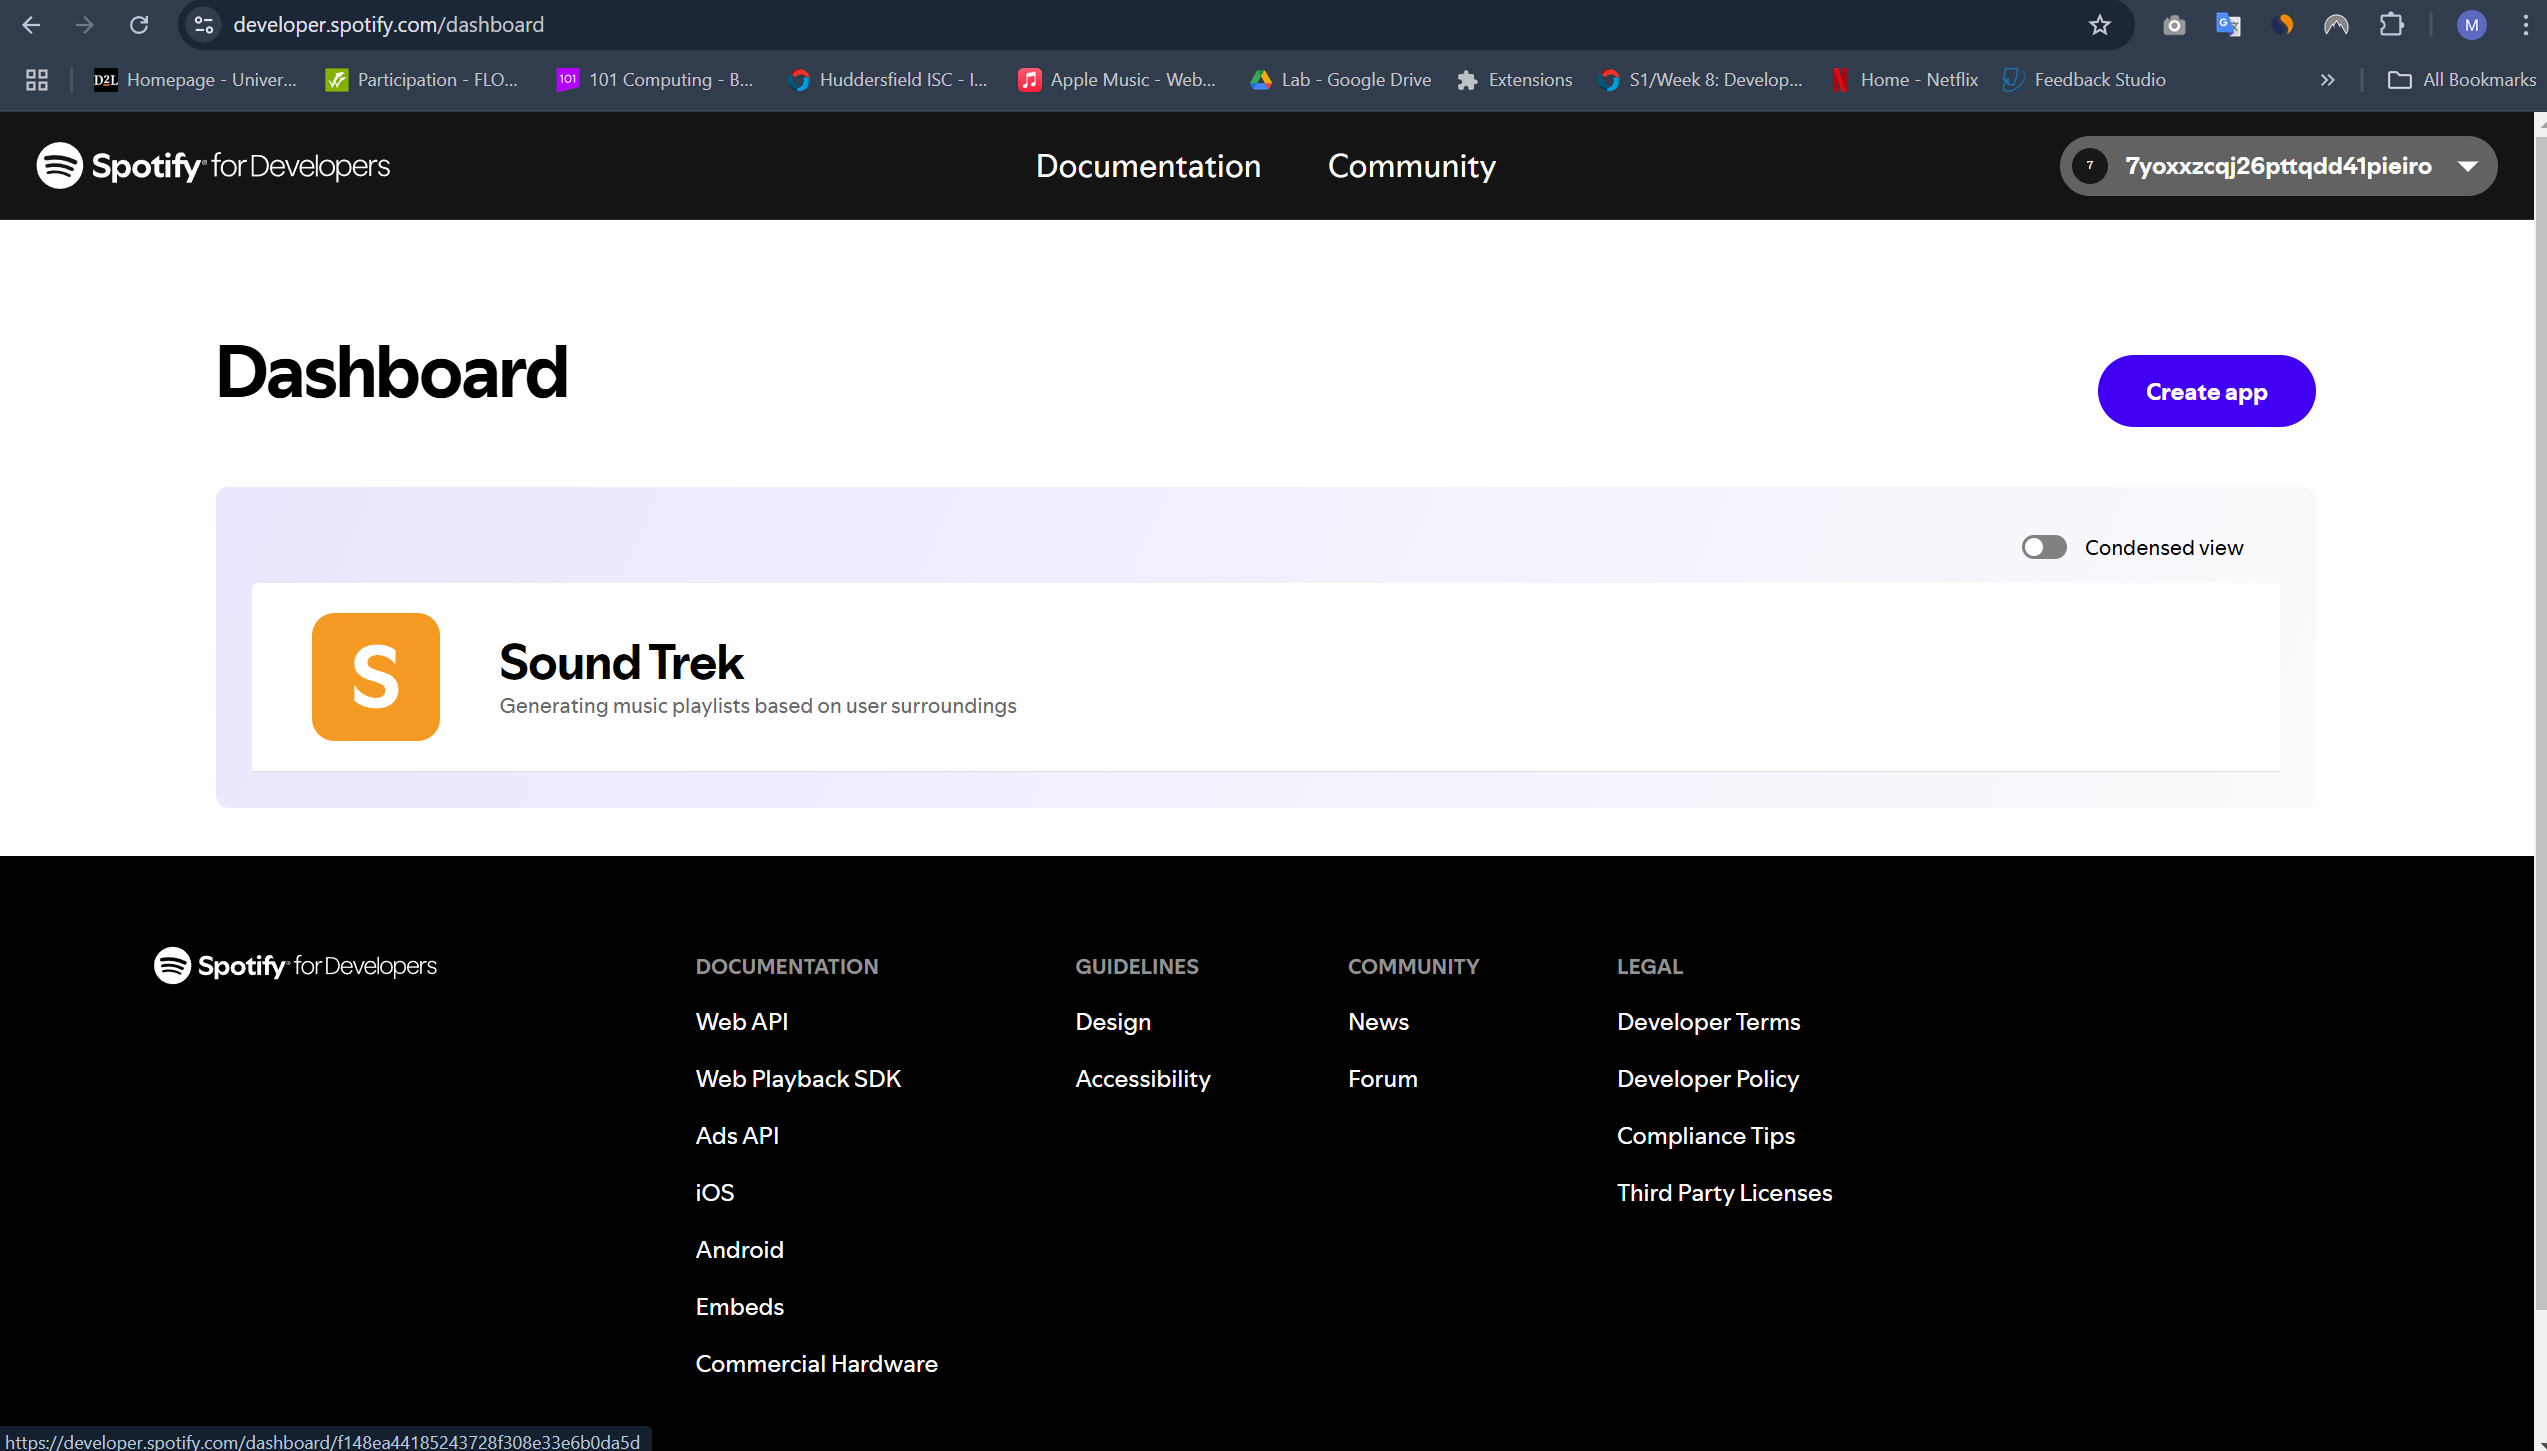 developer.spotify.com/dashboard
M
D2L Homepage - Univer... Participation - FLO... 101 101 Computing - B... Huddersfield ISC - I... Apple Music - Web... Lab - Google Drive Extensions S1/Week 8: Develop... Home - Netflix Feedback Studio » All Bookmarks
Spotify for Developers Documentation Community 7 7yoxxzcqj26pttqdd41pieiro
Dashboard
Create app
Condensed view
S
Sound Trek
Generating music playlists based on user surroundings
Spotify for Developers
DOCUMENTATION
Web API
Web Playback SDK
Ads API
iOS
Android
Embeds
Commercial Hardware
GUIDELINES
Design
Accessibility
COMMUNITY
News
Forum
LEGAL
Developer Terms
Developer Policy
Compliance Tips
Third Party Licenses
https://developer.spotify.com/dashboard/f148ea44185243728f308e33e6b0da5d